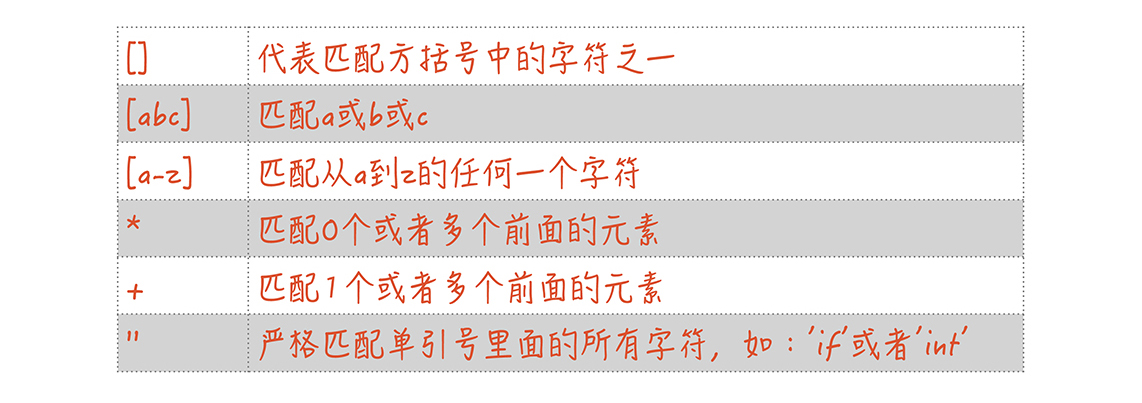 [] 代表匹配方括号中的字符之一
[abc] 匹配a或b或c
[a-z] 匹配从a到z的任何一个字符
* 匹配0个或者多个前面的元素
+ 匹配1个或者多个前面的元素
'' 严格匹配单引号里面的所有字符，如：'if'或者'int'